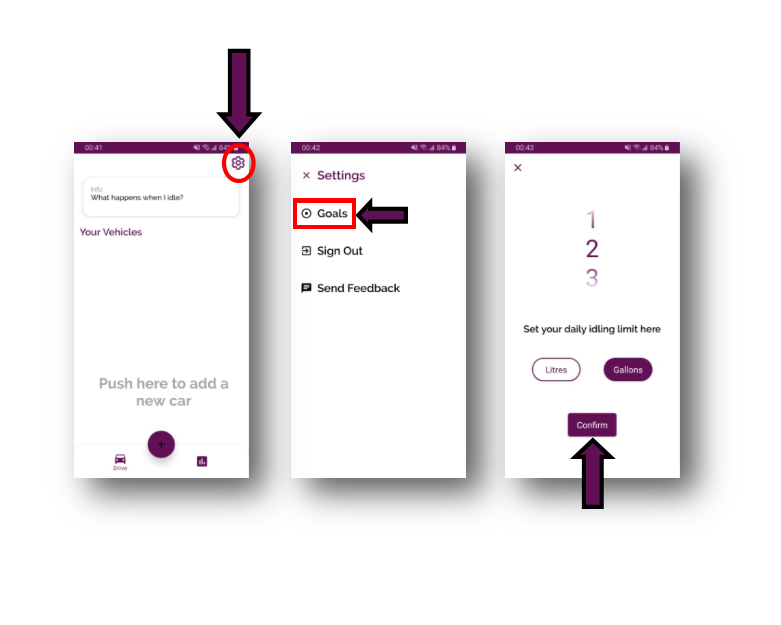 00:41
84%
Info
What happens when I idle?
Your Vehicles
Push here to add a
new car
+
Drive
00:42
84%
× Settings
Goals
Sign Out
Send Feedback
00:43
84%
×
1
2
3
Set your daily idling limit here
Litres
Gallons
Confirm